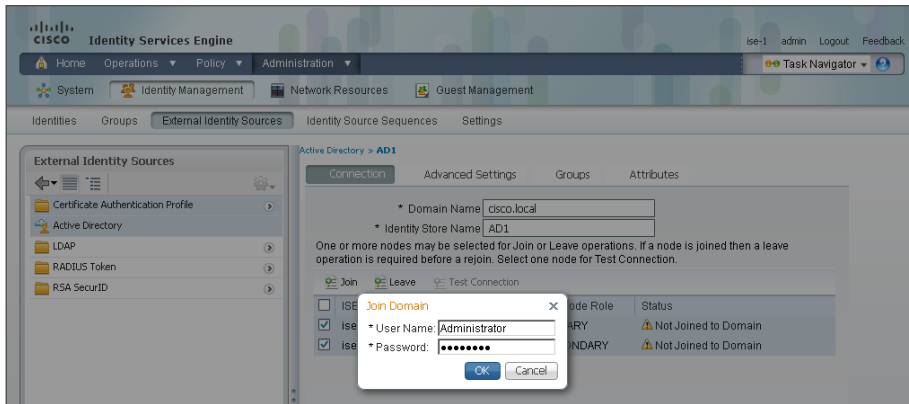 CISCO Identity Services Engine
ise-1 admin Logout Feedback
Home Operations Policy Administration
Task Navigator
System Identity Management Network Resources Guest Management
Identities Groups External Identity Sources Identity Source Sequences Settings
External Identity Sources
Certificate Authentication Profile
Active Directory
LDAP
RADIUS Token
RSA SecurID
Active Directory > AD1
Connection Advanced Settings Groups Attributes
* Domain Name cisco.local
* Identity Store Name AD1
One or more nodes may be selected for Join or Leave operations. If a node is joined then a leave
operation is required before a rejoin. Select one node for Test Connection.
Join Leave Test Connection
ISE Role Status
ise Not Joined to Domain
ise Not Joined to Domain
Join Domain
* User Name: Administrator
* Password: ••••••••
OK Cancel